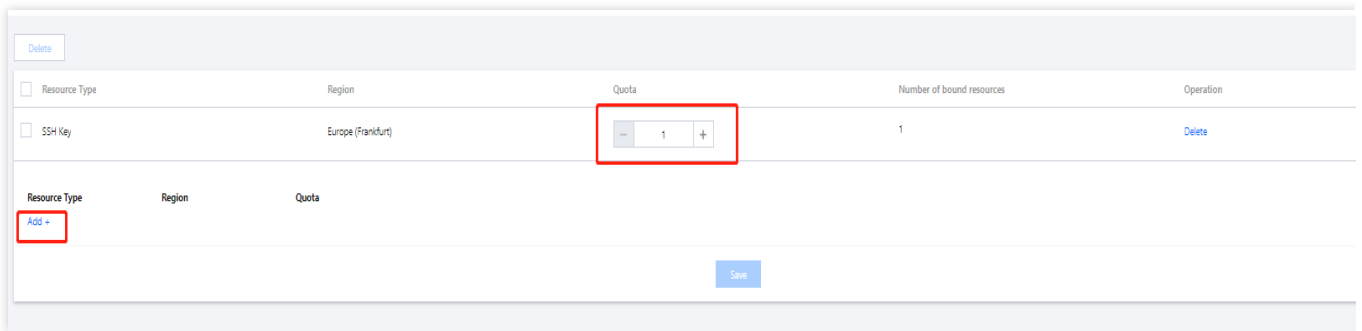 Delete
Resource Type Region Quota Number of bound resources Operation
SSH Key Europe (Frankfurt) − 1 + 1 Delete
Resource Type Region Quota
Add +
Save